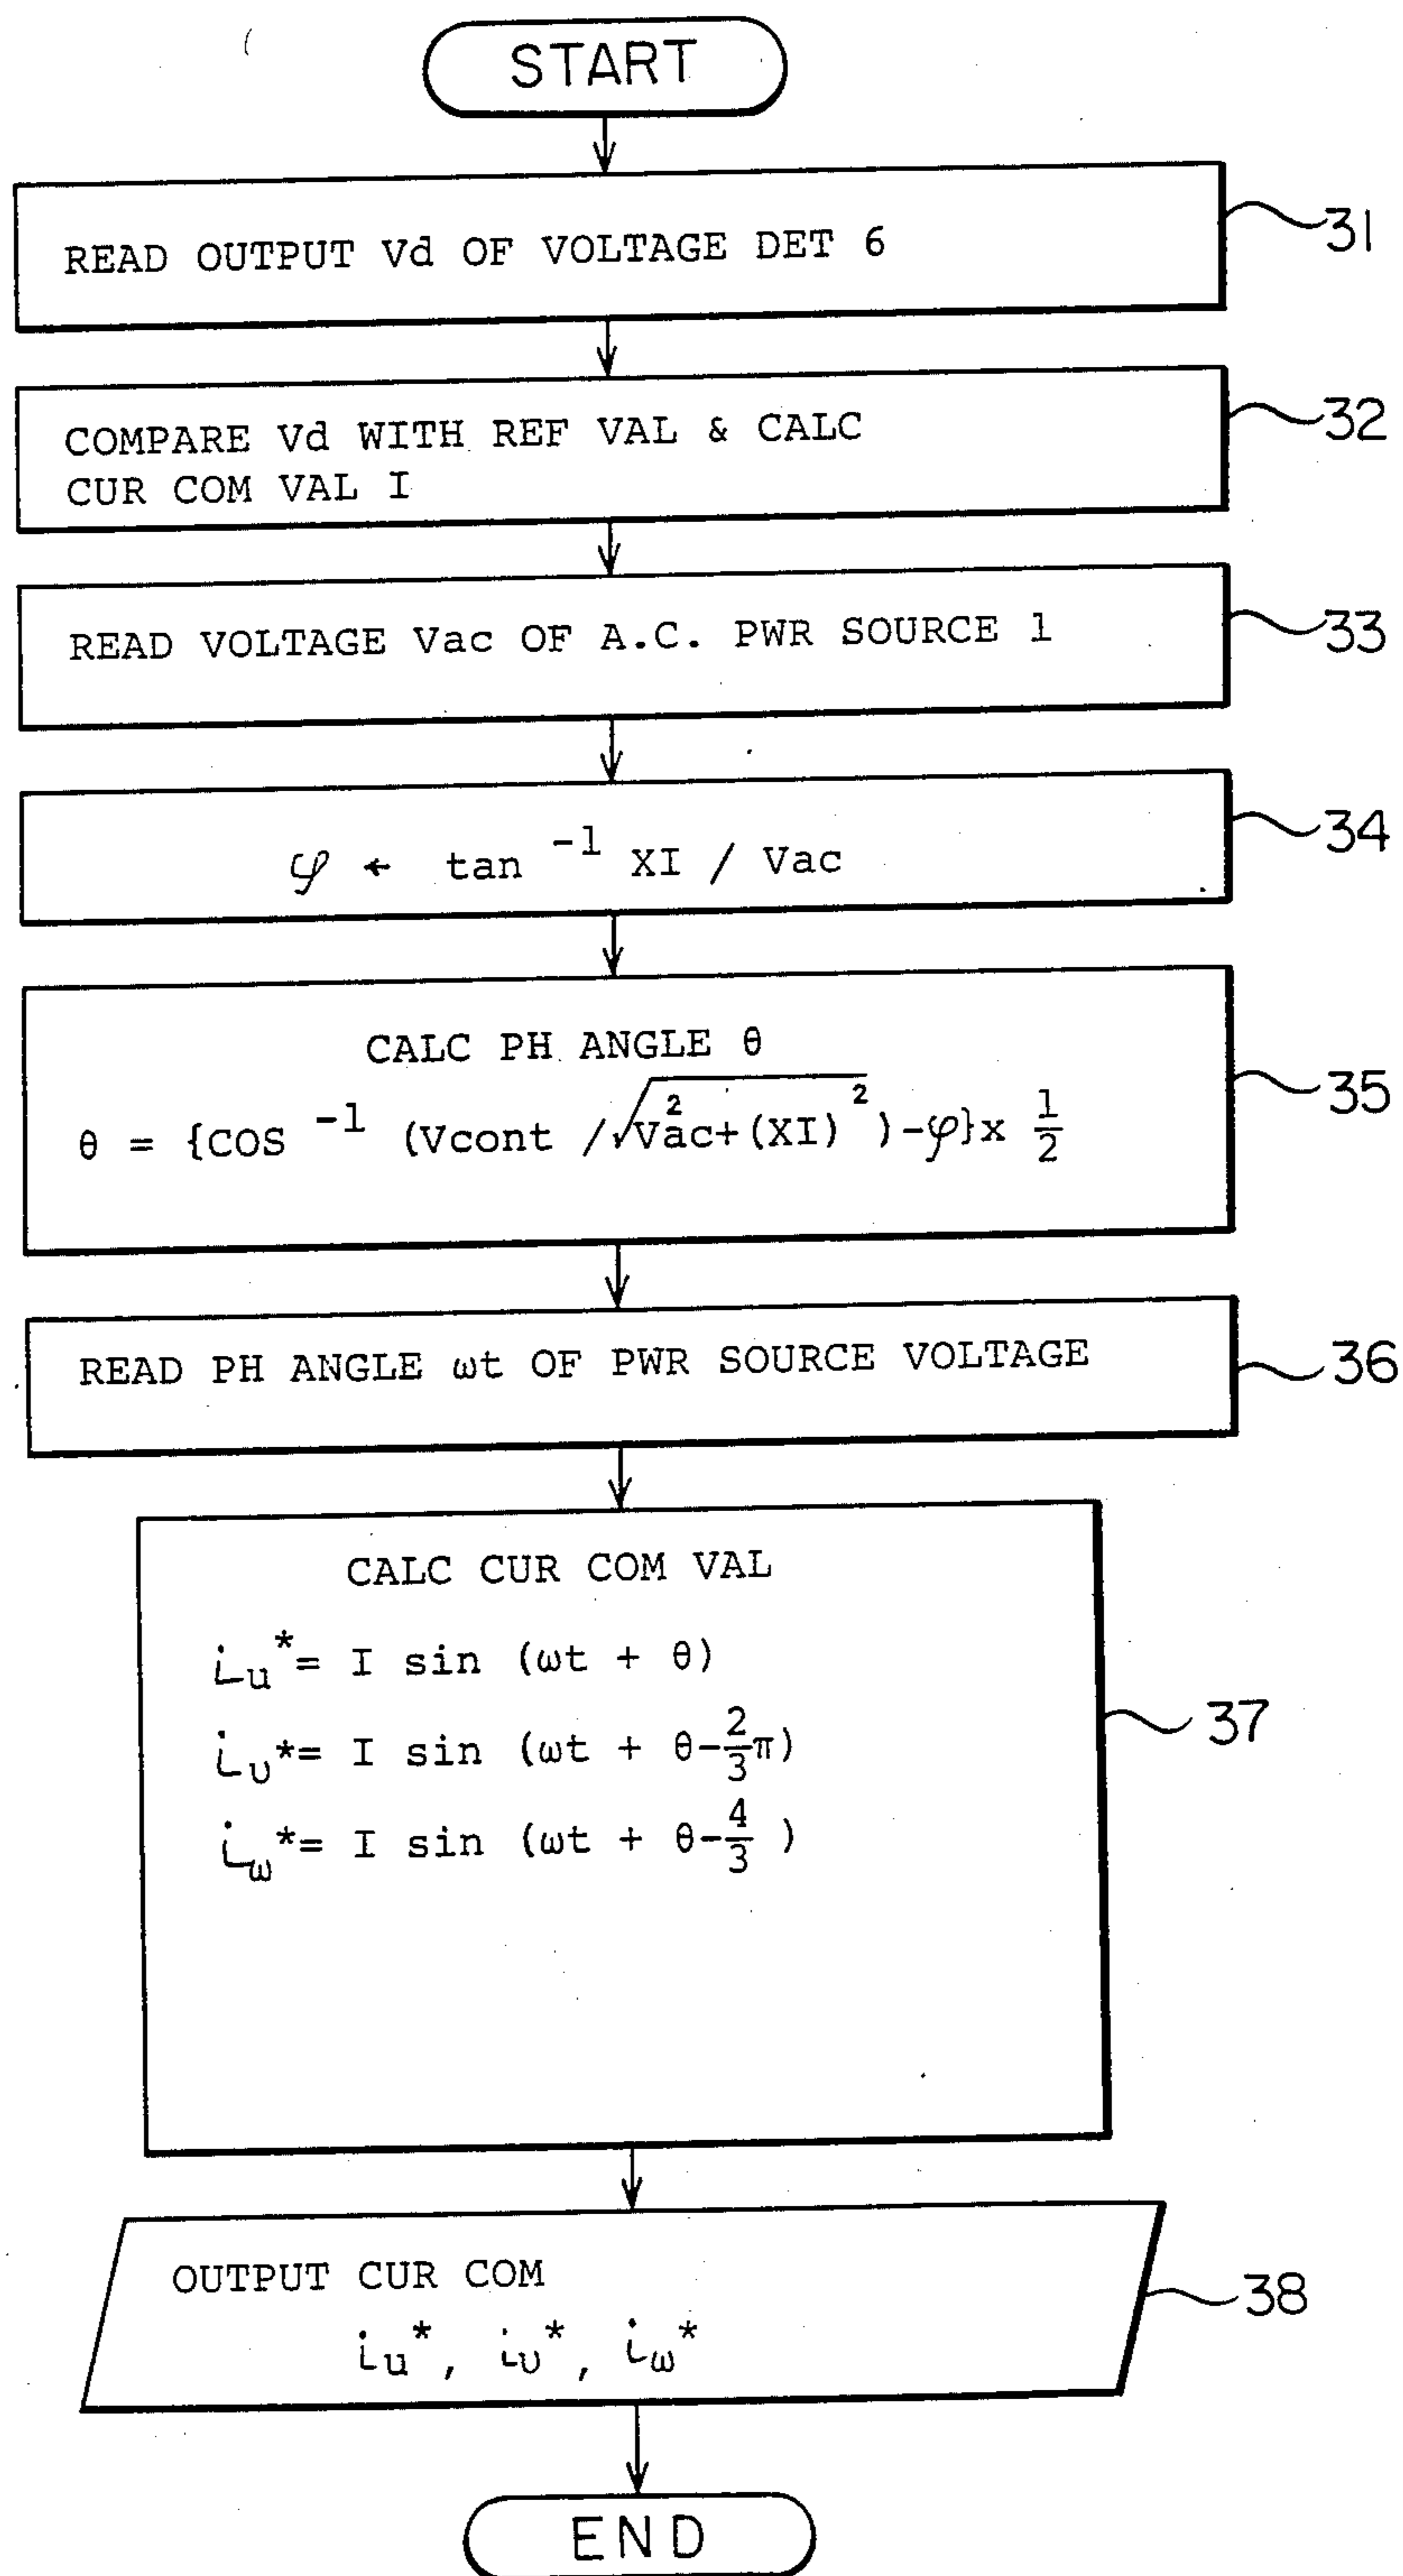 START
READ OUTPUT Vd OF VOLTAGE DET 6
31
COMPARE Vd WITH REF VAL & CALC
CUR COM VAL I
32
READ VOLTAGE Vac OF A.C. PWR SOURCE 1
33
φ ← tan ⁻¹ XI / Vac
34
CALC PH ANGLE θ
θ = {COS ⁻¹ (Vcont /√Vac²+(XI)² )-φ}x 1/2
35
READ PH ANGLE ωt OF PWR SOURCE VOLTAGE
36
CALC CUR COM VAL
iu*= I sin (ωt + θ)
iυ*= I sin (ωt + θ-2/3π)
iω*= I sin (ωt + θ-4/3 )
37
OUTPUT CUR COM
iu*, iυ*, iω*
38
END